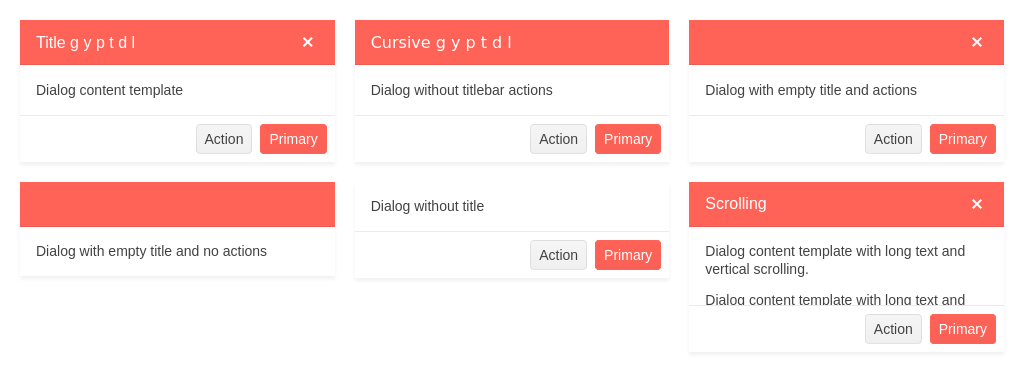 Title g y p t d l
Dialog content template
Action Primary
Cursive g y p t d l
Dialog without titlebar actions
Action Primary
Dialog with empty title and actions
Action Primary
Dialog with empty title and no actions
Dialog without title
Action Primary
Scrolling
Dialog content template with long text and
vertical scrolling.
Dialog content template with long text and
Action Primary